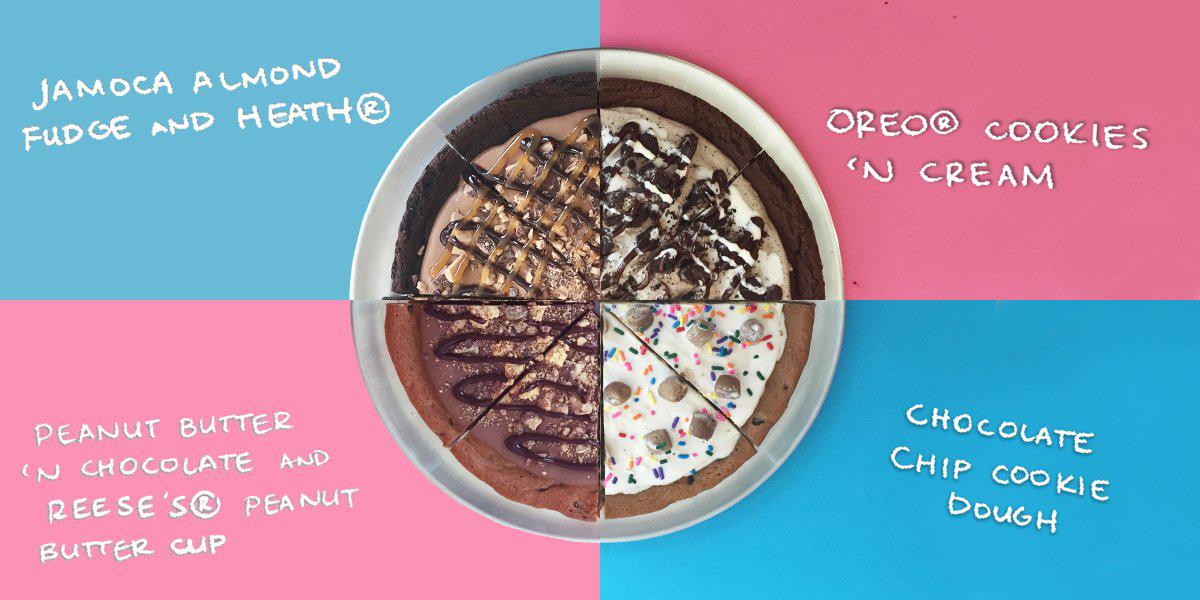 JAMOCA ALMOND
FUDGE AND HEATH®
OREO® COOKIES
'N CREAM
PEANUT BUTTER
'N CHOCOLATE AND
REESE'S® PEANUT
BUTTER CUP
CHOCOLATE
CHIP COOKIE
DOUGH